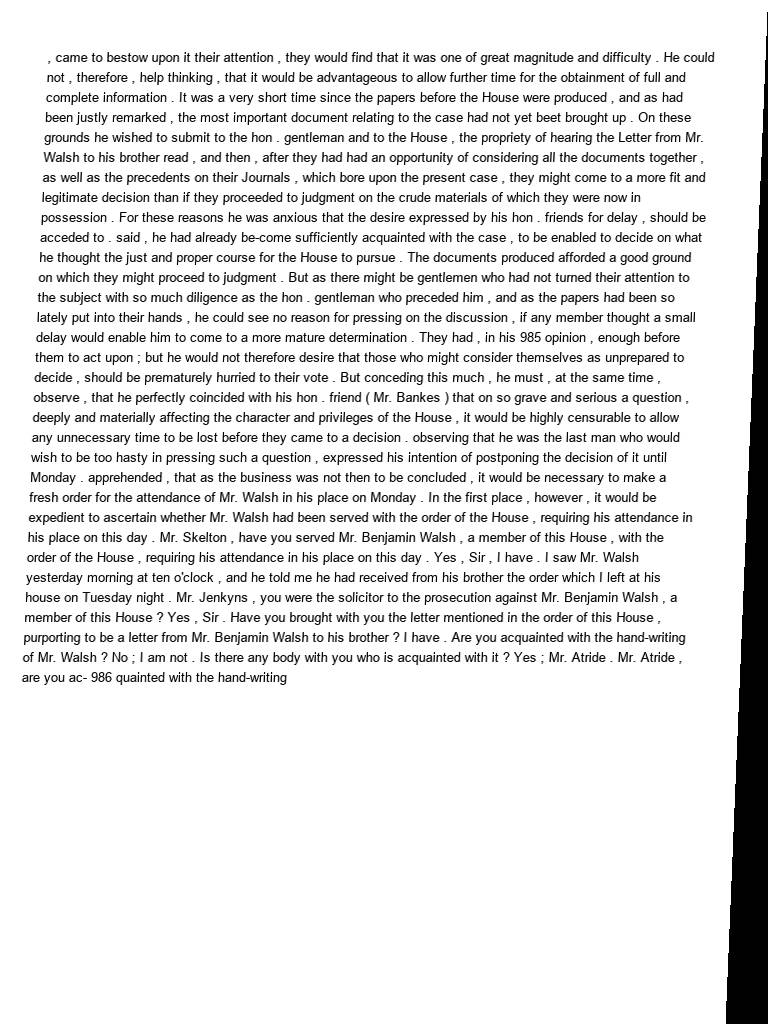 , came to bestow upon it their attention , they would find that it was one of great magnitude and difficulty . He could
not , therefore , help thinking , that it would be advantageous to allow further time for the obtainment of full and
complete information . It was a very short time since the papers before the House were produced , and as had
been justly remarked , the most important document relating to the case had not yet beet brought up . On these
grounds he wished to submit to the hon . gentleman and to the House , the propriety of hearing the Letter from Mr.
Walsh to his brother read , and then , after they had had an opportunity of considering all the documents together ,
as well as the precedents on their Journals , which bore upon the present case , they might come to a more fit and
legitimate decision than if they proceeded to judgment on the crude materials of which they were now in
possession . For these reasons he was anxious that the desire expressed by his hon . friends for delay , should be
acceded to . said , he had already be-come sufficiently acquainted with the case , to be enabled to decide on what
he thought the just and proper course for the House to pursue . The documents produced afforded a good ground
on which they might proceed to judgment . But as there might be gentlemen who had not turned their attention to
the subject with so much diligence as the hon . gentleman who preceded him , and as the papers had been so
lately put into their hands , he could see no reason for pressing on the discussion , if any member thought a small
delay would enable him to come to a more mature determination . They had , in his 985 opinion , enough before
them to act upon ; but he would not therefore desire that those who might consider themselves as unprepared to
decide , should be prematurely hurried to their vote . But conceding this much , he must , at the same time ,
observe , that he perfectly coincided with his hon . friend ( Mr. Bankes ) that on so grave and serious a question ,
deeply and materially affecting the character and privileges of the House , it would be highly censurable to allow
any unnecessary time to be lost before they came to a decision . observing that he was the last man who would
wish to be too hasty in pressing such a question , expressed his intention of postponing the decision of it until
Monday . apprehended , that as the business was not then to be concluded , it would be necessary to make a
fresh order for the attendance of Mr. Walsh in his place on Monday . In the first place , however , it would be
expedient to ascertain whether Mr. Walsh had been served with the order of the House , requiring his attendance in
his place on this day . Mr. Skelton , have you served Mr. Benjamin Walsh , a member of this House , with the
order of the House , requiring his attendance in his place on this day . Yes , Sir , I have . I saw Mr. Walsh
yesterday morning at ten o'clock , and he told me he had received from his brother the order which I left at his
house on Tuesday night . Mr. Jenkyns , you were the solicitor to the prosecution against Mr. Benjamin Walsh , a
member of this House ? Yes , Sir . Have you brought with you the letter mentioned in the order of this House ,
purporting to be a letter from Mr. Benjamin Walsh to his brother ? I have . Are you acquainted with the hand-writing
of Mr. Walsh ? No ; I am not . Is there any body with you who is acquainted with it ? Yes ; Mr. Atride . Mr. Atride ,
are you ac- 986 quainted with the hand-writing